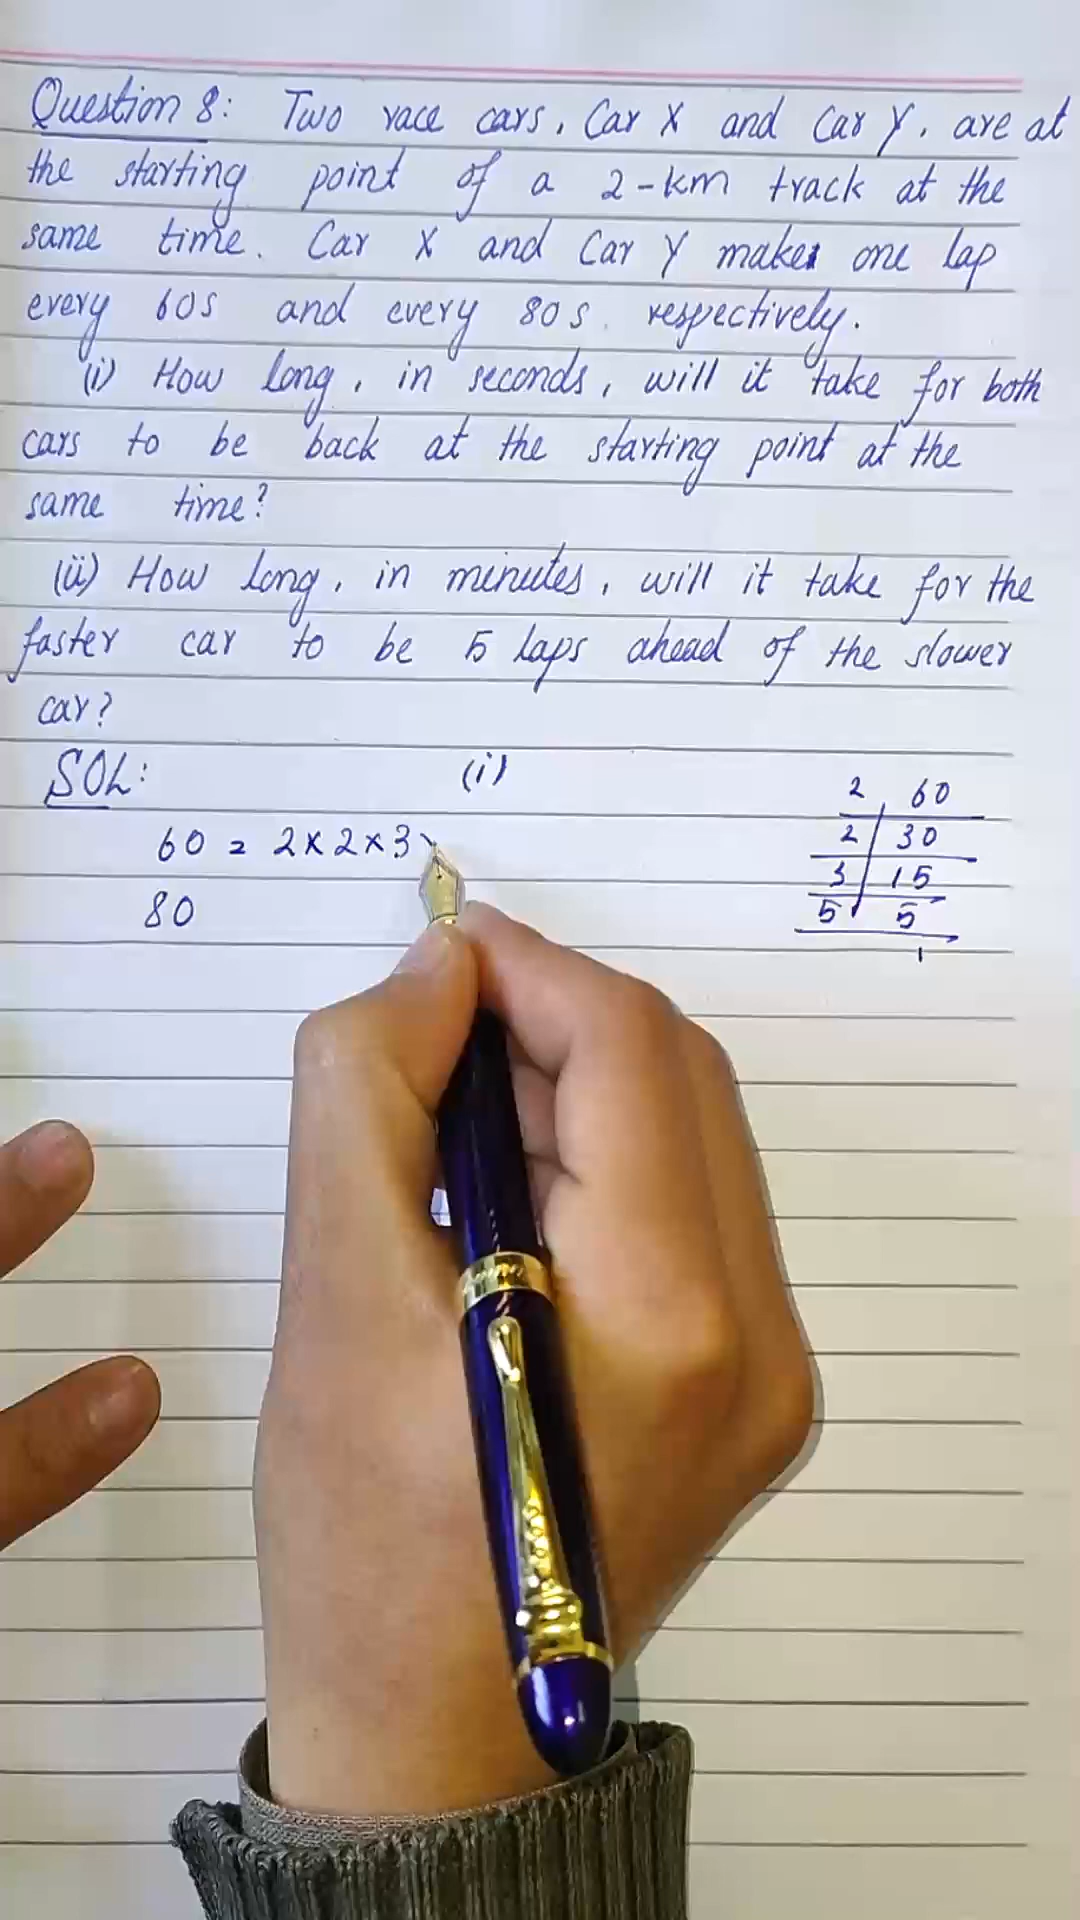 Question 8: Two race cars, Car X and Car Y, are at
the starting point of a 2-km track at the
same time. Car X and Car Y make one lap
every 60s and every 80s. respectively.
(i) How long, in seconds, will it take for both
cars to be back at the starting point at the
same time?
(ii) How long, in minutes, will it take for the
faster car to be 5 laps ahead of the slower
car?
SOL: (i)
60 = 2 x 2 x 3
80
2 60
2 30
3 15
5 5
1